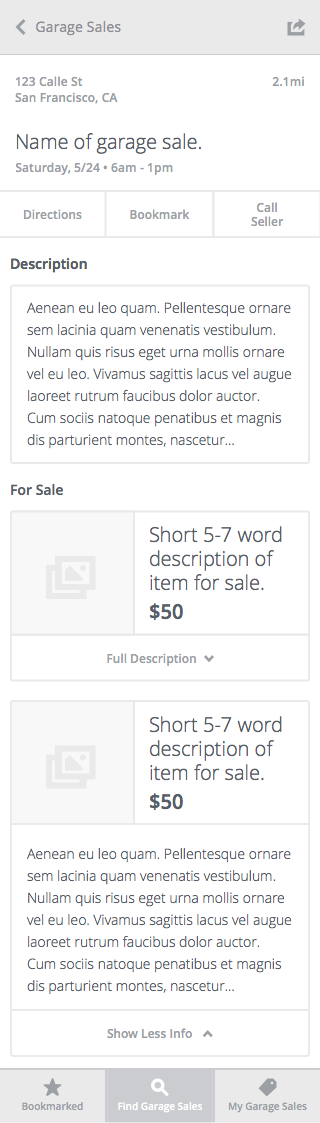 Garage Sales
123 Calle St
2.1mi
San Francisco, CA
Name of garage sale.
Saturday, 5/24 • 6am - 1pm
Directions
Bookmark
Call
Seller
Description
Aenean eu leo quam. Pellentesque ornare
sem lacinia quam venenatis vestibulum.
Nullam quis risus eget urna mollis ornare
vel eu leo. Vivamus sagittis lacus vel augue
laoreet rutrum faucibus dolor auctor.
Cum sociis natoque penatibus et magnis
dis parturient montes, nascetur...
For Sale
Short 5-7 word
description of
item for sale.
$50
Full Description
Short 5-7 word
description of
item for sale.
$50
Aenean eu leo quam. Pellentesque ornare
sem lacinia quam venenatis vestibulum.
Nullam quis risus eget urna mollis ornare
vel eu leo. Vivamus sagittis lacus vel augue
laoreet rutrum faucibus dolor auctor.
Cum sociis natoque penatibus et magnis
dis parturient montes, nascetur...
Show Less Info
Bookmarked
Find Garage Sales
My Garage Sales